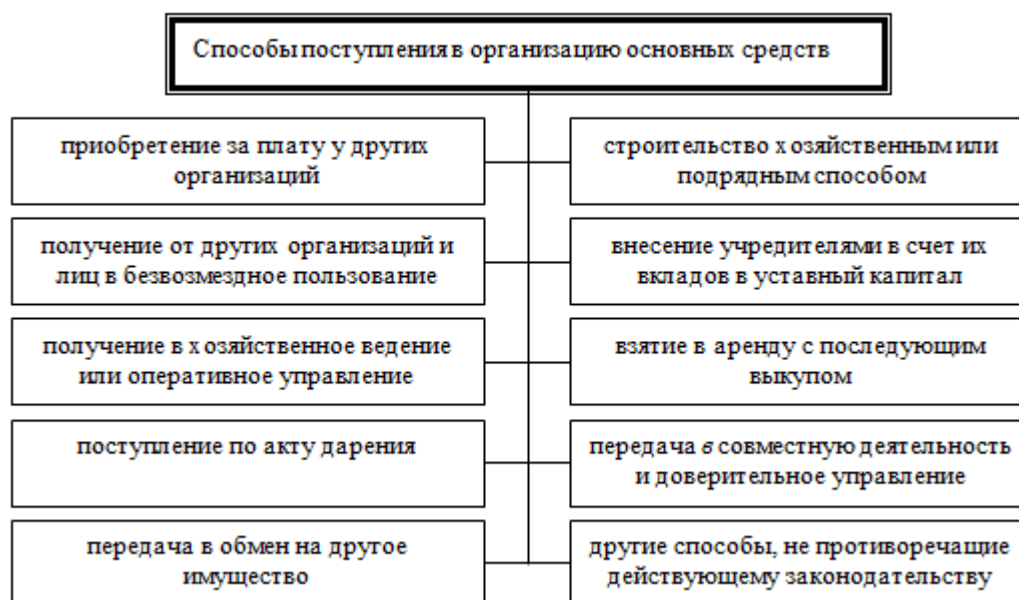 Способы поступления в организацию основных средств
приобретение за плату у других
организаций
строительство хозяйственным или
подрядным способом
получение от других организаций и
лиц в безвозмездное пользование
внесение учредителями в счет их
вкладов в уставный капитал
получение в хозяйственное ведение
или оперативное управление
взятие в аренду с последующим
выкупом
поступление по акту дарения
передача в совместную деятельность
и доверительное управление
передача в обмен на другое
имущество
другие способы, не противоречащие
действующему законодательству